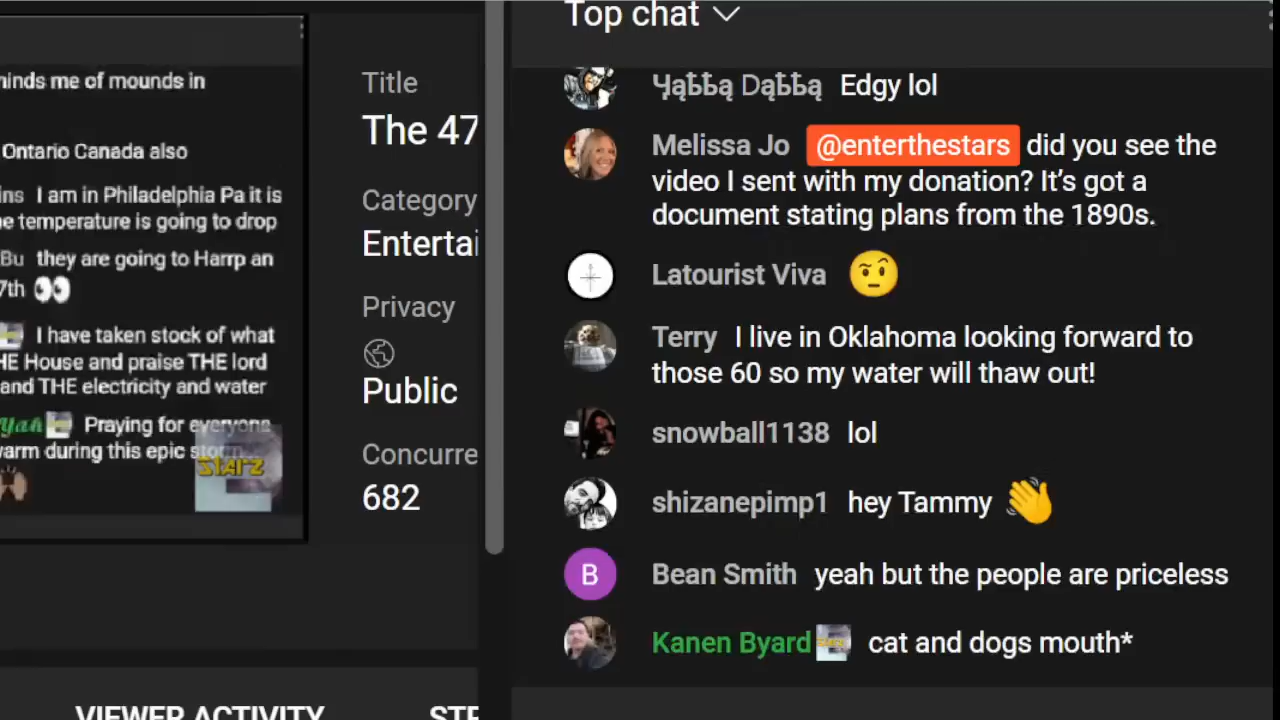 Top chat
inds me of mounds in
Ontario Canada also
ins I am in Philadelphia Pa it is
e temperature is going to drop
Bu they are going to Harrp an
7th 👀
I have taken stock of what
HE House and praise THE lord
and THE electricity and water
Yah Praying for everyone
arm during this epic storm
STARZ
Title
The 47
Category
Entertai
Privacy
Public
Concurre
682
VIEWER ACTIVITY
STR
Ⴗąҍҍą Dąҍҍą Edgy lol
Melissa Jo @enterthestars did you see the
video I sent with my donation? It’s got a
document stating plans from the 1890s.
Latourist Viva 🤨
Terry I live in Oklahoma looking forward to
those 60 so my water will thaw out!
snowball1138 lol
shizanepimp1 hey Tammy 👋
B Bean Smith yeah but the people are priceless
Kanen Byard cat and dogs mouth*